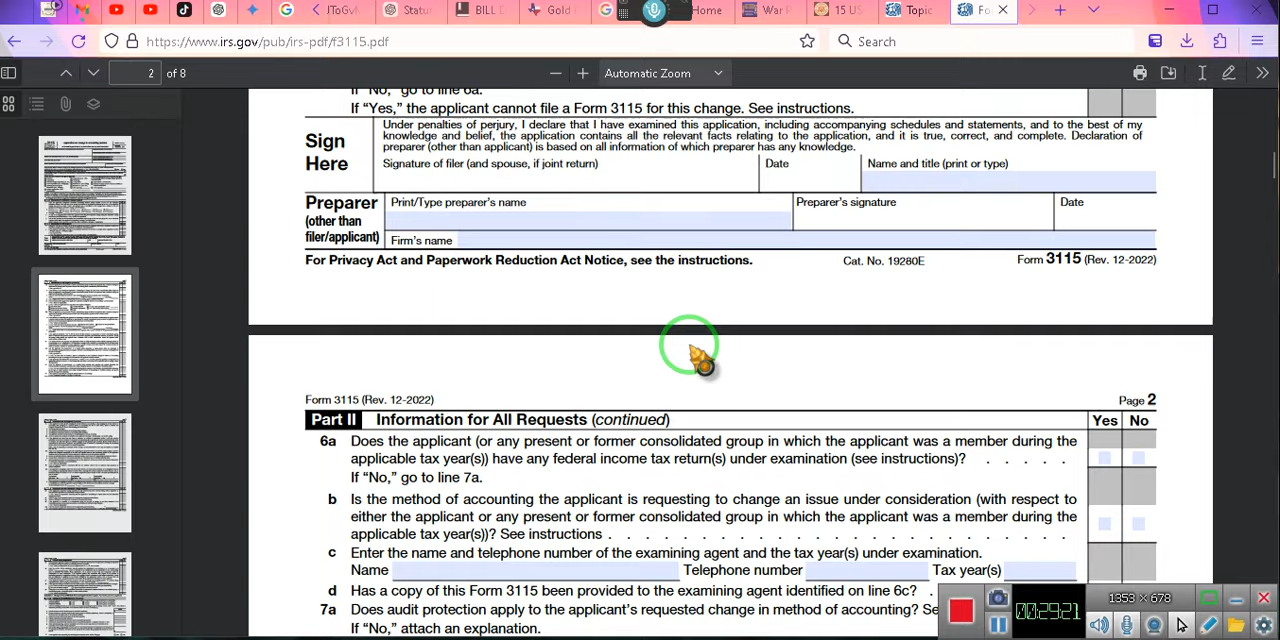 JToGvM
Statu
BILL D
Gold (
Home
War P
15 US
Topic
Fo
https://www.irs.gov/pub/irs-pdf/f3115.pdf
Search
2 of 8
Automatic Zoom
If "No," go to line 6a.
If "Yes," the applicant cannot file a Form 3115 for this change. See instructions.
Sign Here
Under penalties of perjury, I declare that I have examined this application, including accompanying schedules and statements, and to the best of my
knowledge and belief, the application contains all the relevant facts relating to the application, and it is true, correct, and complete. Declaration of
preparer (other than applicant) is based on all information of which preparer has any knowledge.
Signature of filer (and spouse, if joint return)
Date
Name and title (print or type)
Preparer
(other than
filer/applicant)
Print/Type preparer's name
Preparer's signature
Date
Firm's name
For Privacy Act and Paperwork Reduction Act Notice, see the instructions.
Cat. No. 19280E
Form 3115 (Rev. 12-2022)
Form 3115 (Rev. 12-2022)
Page 2
Part II Information for All Requests (continued)
Yes No
6a Does the applicant (or any present or former consolidated group in which the applicant was a member during the
applicable tax year(s)) have any federal income tax return(s) under examination (see instructions)? . . . . .
If "No," go to line 7a.
b Is the method of accounting the applicant is requesting to change an issue under consideration (with respect to
either the applicant or any present or former consolidated group in which the applicant was a member during the
applicable tax year(s))? See instructions . . . . . . . . . . . . . . . . . . . . .
c Enter the name and telephone number of the examining agent and the tax year(s) under examination.
Name Telephone number Tax year(s)
d Has a copy of this Form 3115 been provided to the examining agent identified on line 6c? .
7a Does audit protection apply to the applicant's requested change in method of accounting? Se
If "No," attach an explanation.
1353 × 678
00:29:21